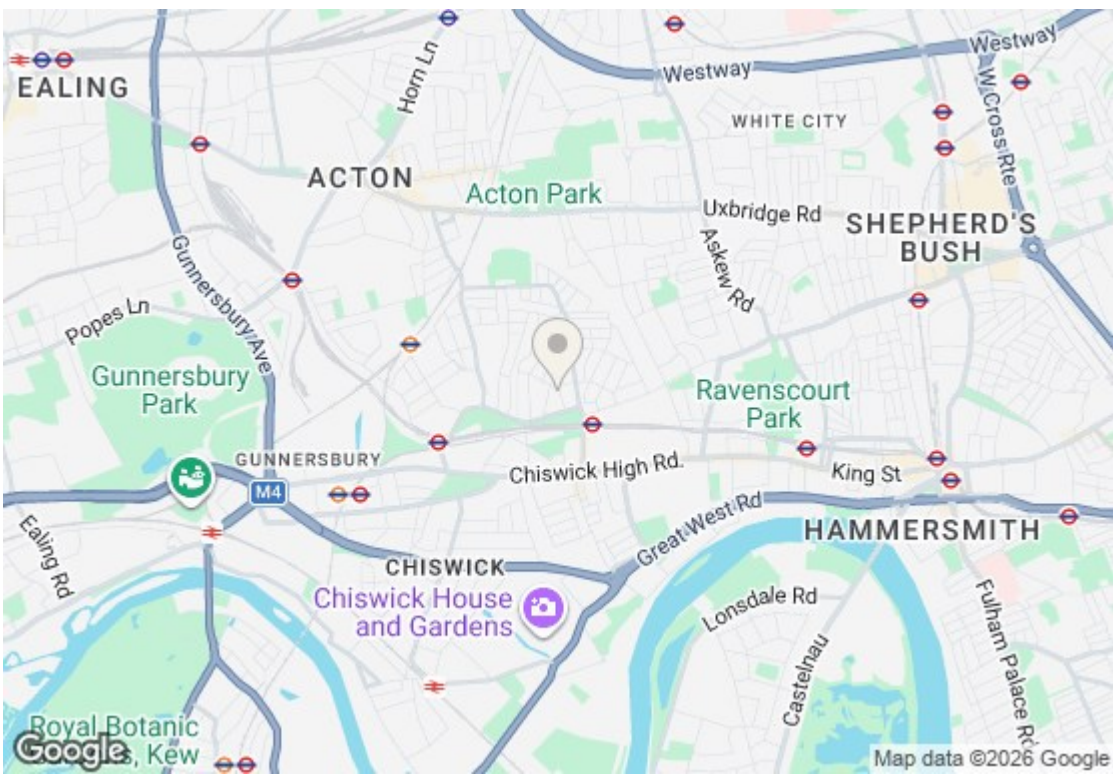 Westway
Westway
Horn Ln
EALING
W Cross Rte
WHITE CITY
ACTON
Acton Park
Uxbridge Rd
SHEPHERD'S
BUSH
Askew Rd
Gunnersbury Ave
Popes Ln
Gunnersbury
Park
Ravenscourt
Park
GUNNERSBURY
Chiswick High Rd.
King St
M4
Great West Rd
Ealing Rd
HAMMERSMITH
CHISWICK
Chiswick House
and Gardens
Lonsdale Rd
Fulham Palace Rd
Castelnau
Royal Botanic
Gardens, Kew
Google
Map data ©2026 Google